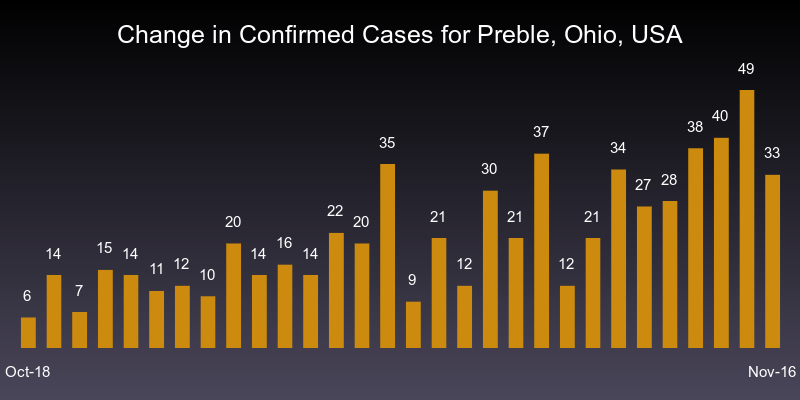 Change in Confirmed Cases for Preble, Ohio, USA
6 14 7 15 14 11 12 10 20 14 16 14 22 20 35 9 21 12 30 21 37 12 21 34 27 28 38 40 49 33
Oct-18 Nov-16